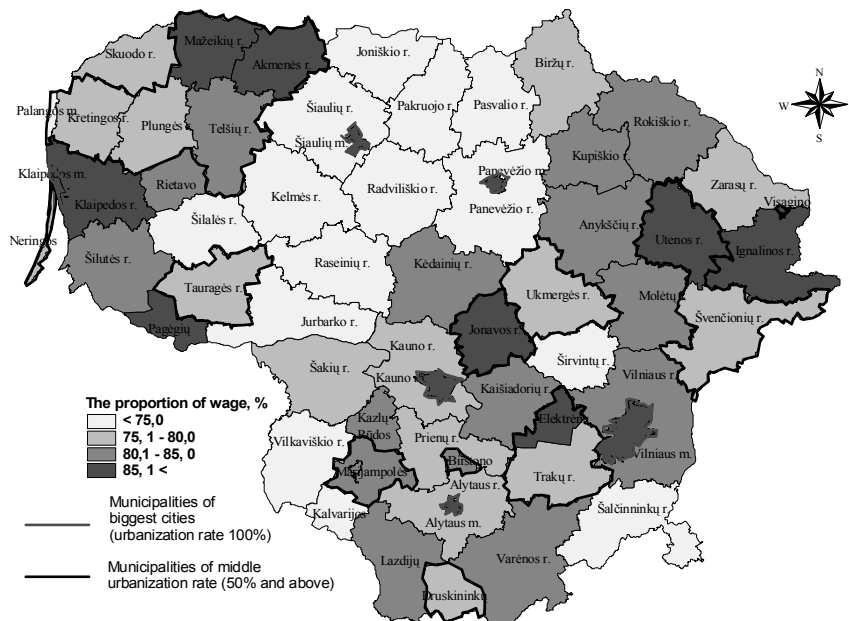 Mažeikių r.
Skuodo r.
Akmenės r.
Joniškio r.
Biržų r.
N
W
E
S
Palangos m.
Kretingos r.
Plungės r.
Telšių r.
Šiaulių r.
Pakruojo r.
Pasvalio r.
Rokiškio r.
Šiaulių m.
Kupiškio r.
Klaipėdos m.
Rietavo
Panevėžio m.
Zarasų r.
Klaipėdos r.
Kelmės r.
Radviliškio r.
Panevėžio r.
Visagino
Šilalės r.
Anykščių r.
Utenos r.
Ignalinos r.
Neringos
Šilutės r.
Raseinių r.
Kėdainių r.
Tauragės r.
Ukmergės r.
Molėtų r.
Pagėgių
Jurbarko r.
Jonavos r.
Švenčionių r.
Kauno r.
Širvintų r.
Šakių r.
Kauno m.
Kaišiadorių r.
Vilniaus r.
The proportion of wage, %
< 75,0
75, 1 - 80,0
80,1 - 85, 0
85, 1 <
Kazlų
Rūdos
Elektrėnų
Vilkaviškio r.
Prienų r.
Vilniaus m.
Marijampolės
Birštono
Trakų r.
Alytaus r.
Municipalities of
biggest cities
(urbanization rate 100%)
Kalvarijos
Alytaus m.
Šalčininkų r.
Municipalities of middle
urbanization rate (50% and above)
Lazdijų
Varėnos r.
Druskininkų